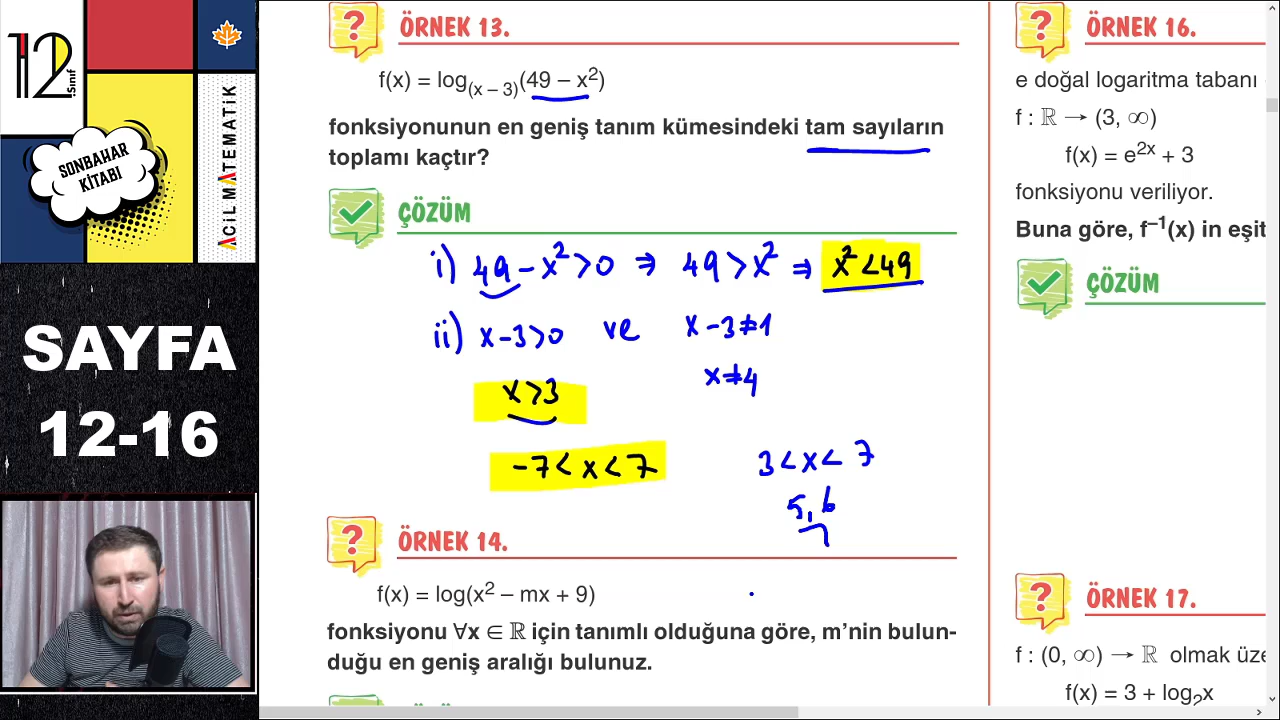 12.Sınıf
SONBAHAR
KİTABI
ACİLMATEMATİK
SAYFA
12-16
ÖRNEK 13.
f(x) = log(x – 3)(49 – x²)
fonksiyonunun en geniş tanım kümesindeki tam sayıların
toplamı kaçtır?
ÇÖZÜM
i) 49 - x² > 0 ⇒ 49 > x² ⇒ x² < 49
ii) x - 3 > 0 ve x - 3 ≠ 1
x > 3 x ≠ 4
-7 < x < 7 3 < x < 7
5, 6
ÖRNEK 14.
f(x) = log(x² – mx + 9)
fonksiyonu ∀x ∈ ℝ için tanımlı olduğuna göre, m'nin bulun-
duğu en geniş aralığı bulunuz.
ÖRNEK 16.
e doğal logaritma tabanı
f : ℝ → (3, ∞)
f(x) = e²ˣ + 3
fonksiyonu veriliyor.
Buna göre, f⁻¹(x) in eşit
ÇÖZÜM
ÖRNEK 17.
f : (0, ∞) → ℝ olmak üze
f(x) = 3 + log₂x